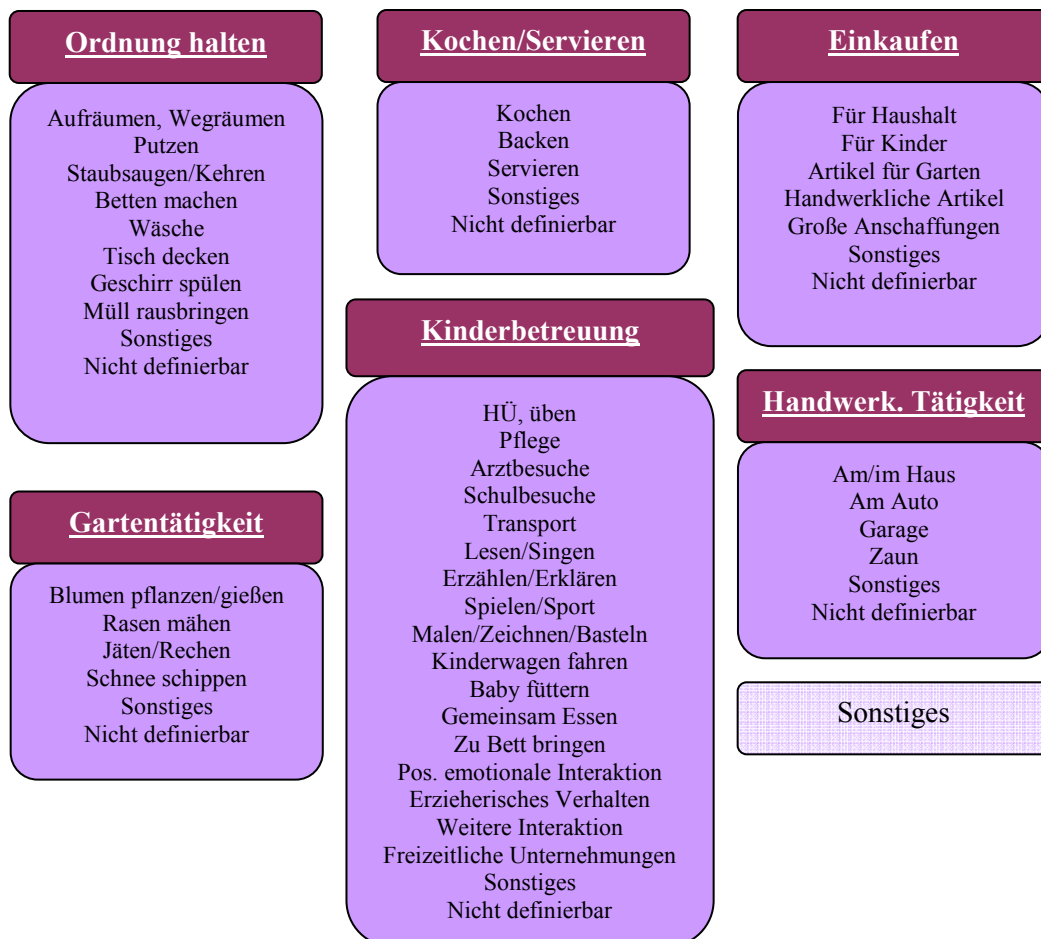 Ordnung halten
Aufräumen, Wegräumen
Putzen
Staubsaugen/Kehren
Betten machen
Wäsche
Tisch decken
Geschirr spülen
Müll rausbringen
Sonstiges
Nicht definierbar
Kochen/Servieren
Kochen
Backen
Servieren
Sonstiges
Nicht definierbar
Einkaufen
Für Haushalt
Für Kinder
Artikel für Garten
Handwerkliche Artikel
Große Anschaffungen
Sonstiges
Nicht definierbar
Gartentätigkeit
Blumen pflanzen/gießen
Rasen mähen
Jäten/Rechen
Schnee schippen
Sonstiges
Nicht definierbar
Kinderbetreuung
HÜ, üben
Pflege
Arztbesuche
Schulbesuche
Transport
Lesen/Singen
Erzählen/Erklären
Spielen/Sport
Malen/Zeichnen/Basteln
Kinderwagen fahren
Baby füttern
Gemeinsam Essen
Zu Bett bringen
Pos. emotionale Interaktion
Erzieherisches Verhalten
Weitere Interaktion
Freizeitliche Unternehmungen
Sonstiges
Nicht definierbar
Handwerk. Tätigkeit
Am/im Haus
Am Auto
Garage
Zaun
Sonstiges
Nicht definierbar
Sonstiges